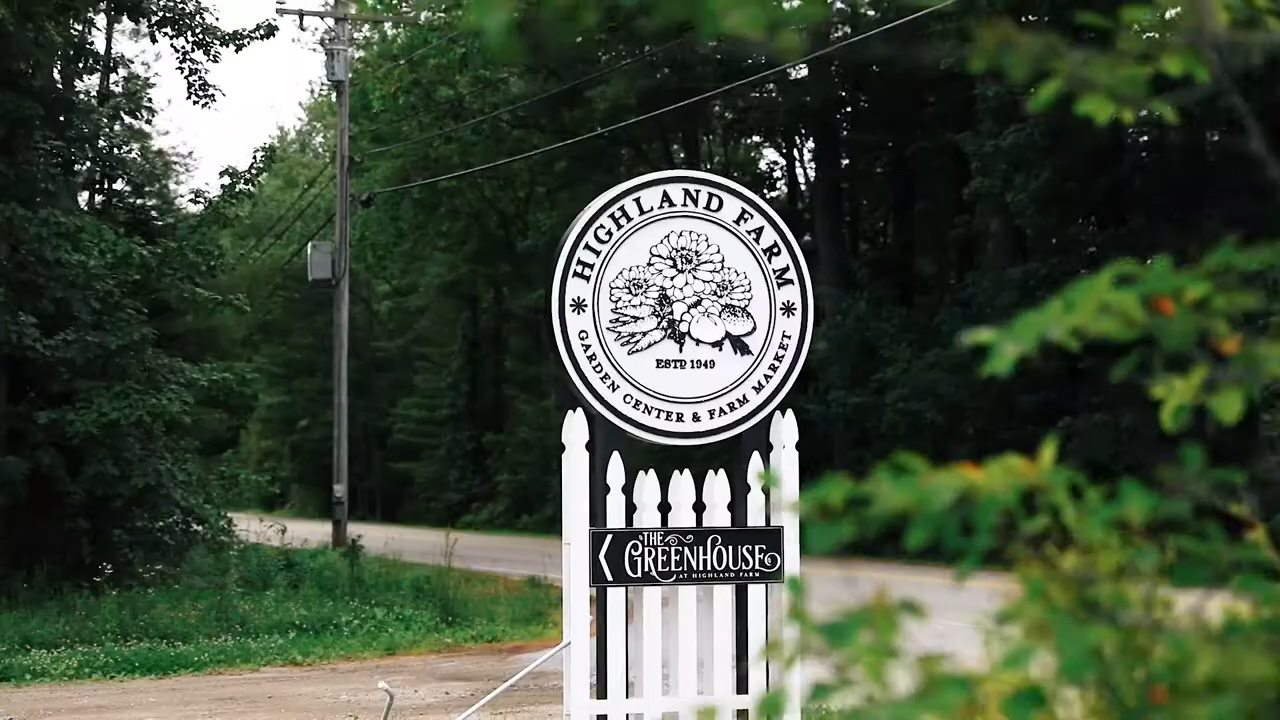 HIGHLAND FARM
ESTD 1949
GARDEN CENTER & FARM MARKET
THE
GREENHOUSE
AT HIGHLAND FARM